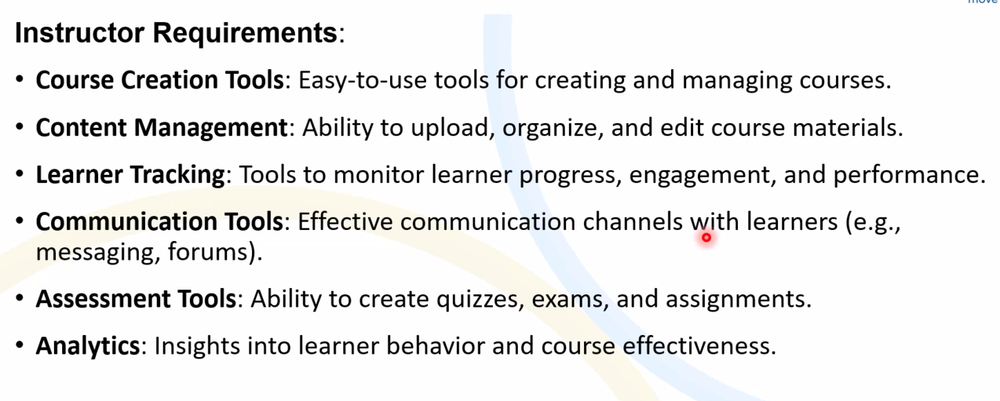 move
Instructor Requirements:
• Course Creation Tools: Easy-to-use tools for creating and managing courses.
• Content Management: Ability to upload, organize, and edit course materials.
• Learner Tracking: Tools to monitor learner progress, engagement, and performance.
• Communication Tools: Effective communication channels with learners (e.g.,
messaging, forums).
• Assessment Tools: Ability to create quizzes, exams, and assignments.
• Analytics: Insights into learner behavior and course effectiveness.